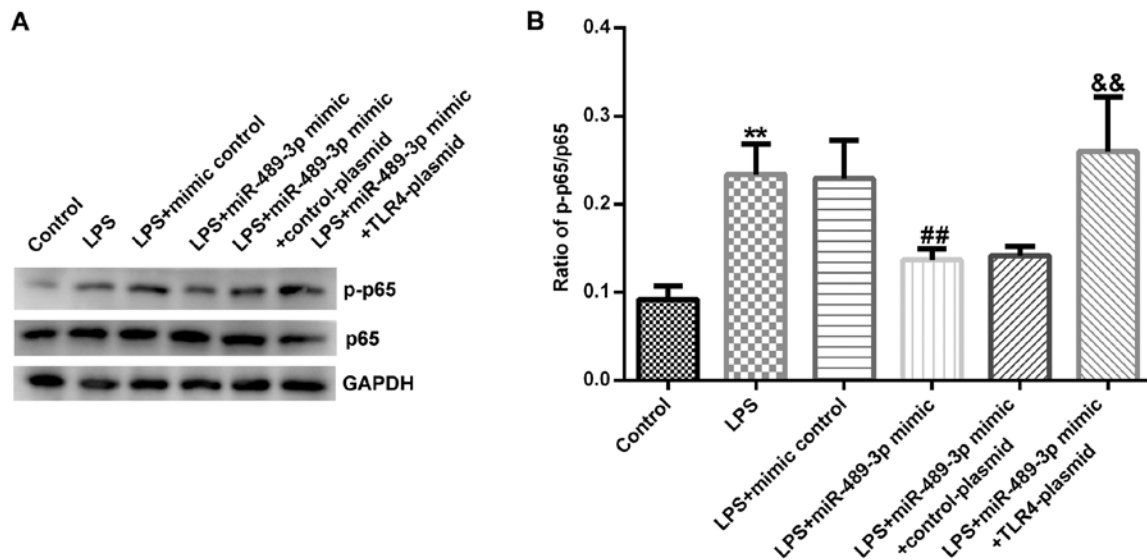 A
Control
LPS
LPS+mimic control
LPS+miR-489-3p mimic
LPS+miR-489-3p mimic
+control-plasmid
LPS+miR-489-3p mimic
+TLR4-plasmid
p-p65
p65
GAPDH
B
Ratio of p-p65/p65
0.4
0.3
0.2
0.1
0.0
**
##
&&
Control
LPS
LPS+mimic control
LPS+miR-489-3p mimic
LPS+miR-489-3p mimic
+control-plasmid
LPS+miR-489-3p mimic
+TLR4-plasmid